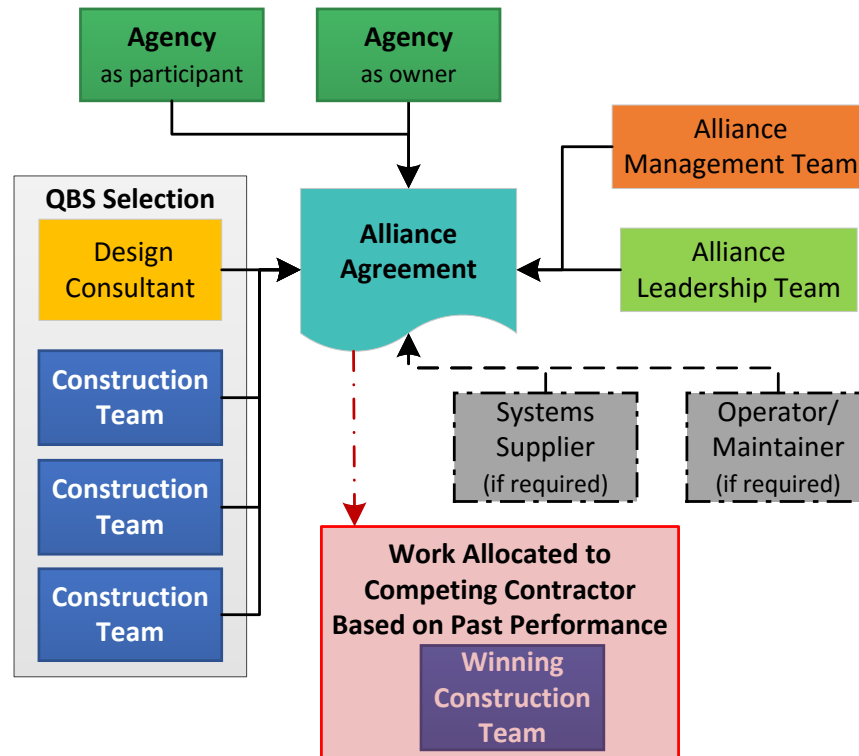 Agency
as participant
Agency
as owner
Alliance
Management Team
QBS Selection
Design
Consultant
Alliance
Agreement
Alliance
Leadership Team
Construction
Team
Construction
Team
Construction
Team
Systems
Supplier
(if required)
Operator/
Maintainer
(if required)
Work Allocated to
Competing Contractor
Based on Past Performance
Winning
Construction
Team